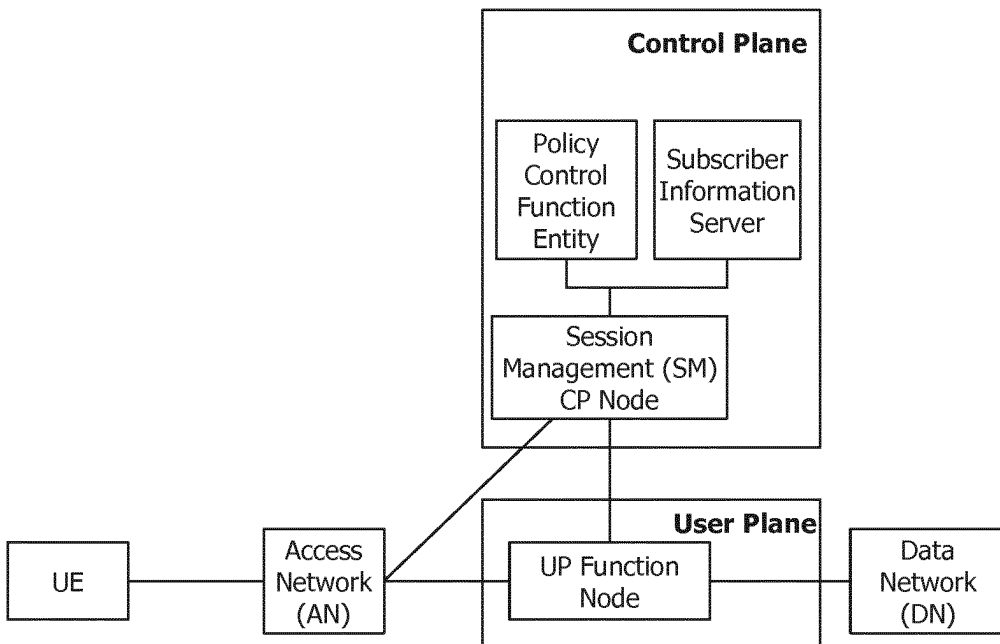 Control Plane
Policy
Control
Function
Entity
Subscriber
Information
Server
Session
Management (SM)
CP Node
User Plane
UE
Access
Network
(AN)
UP Function
Node
Data
Network
(DN)